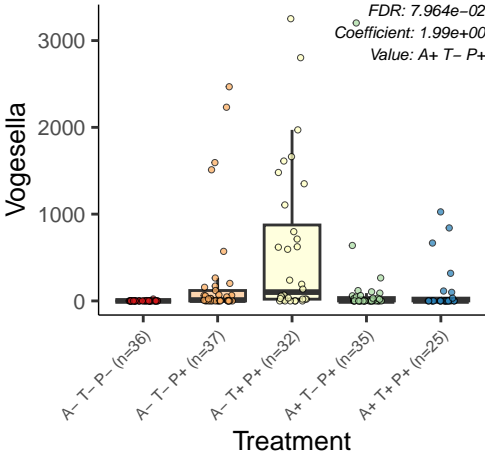 FDR: 7.964e−02
Coefficient: 1.99e+00
Value: A+ T− P+
Vogesella
3000
2000
1000
0
A− T− P− (n=36)
A− T− P+ (n=37)
A− T+ P+ (n=32)
A+ T− P+ (n=35)
A+ T+ P+ (n=25)
Treatment